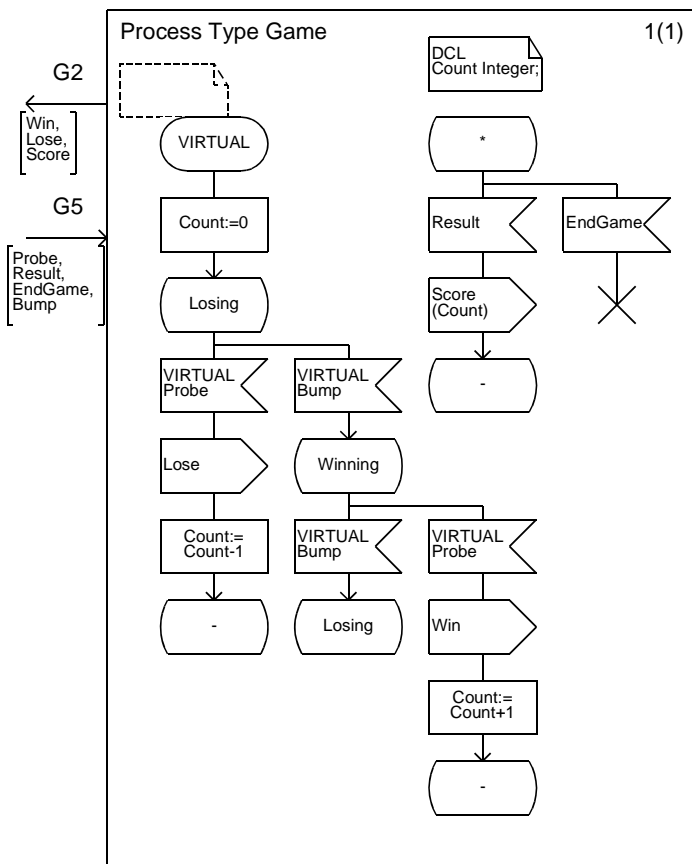 Process Type Game
1(1)
G2
Win,
Lose,
Score
G5
Probe,
Result,
EndGame,
Bump
VIRTUAL
Count:=0
Losing
VIRTUAL
Probe
Lose
Count:=
Count-1
-
VIRTUAL
Bump
Winning
VIRTUAL
Bump
Losing
VIRTUAL
Probe
Win
Count:=
Count+1
-
DCL
Count Integer;
*
Result
Score
(Count)
-
EndGame